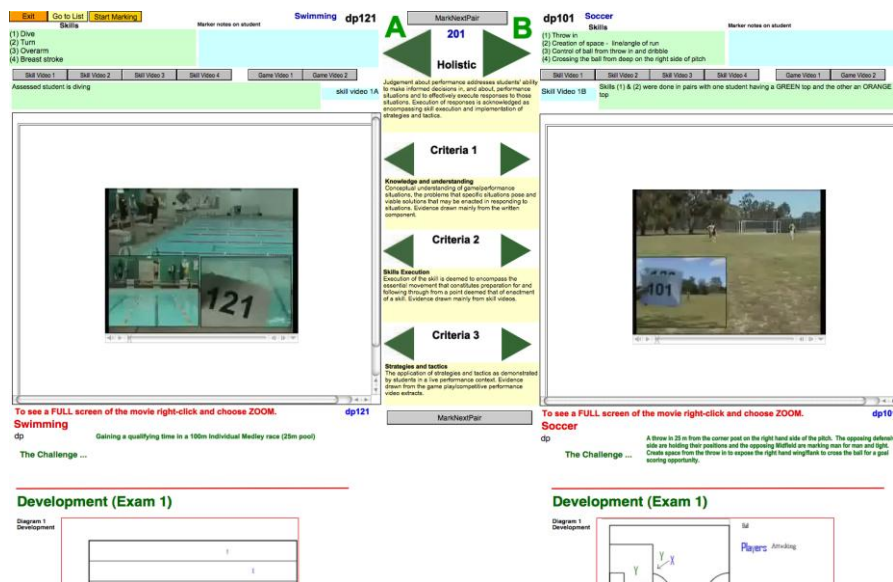 Exit Go to List Start Marking
Swimming dp121
Skills
Marker notes on student
(1) Dive
(2) Turn
(3) Overarm
(4) Breast stroke
Skill Video 1 Skill Video 2 Skill Video 3 Skill Video 4 Game Video 1 Game Video 2
Assessed student is diving
skill video 1A
121
To see a FULL screen of the movie right-click and choose ZOOM. dp121
Swimming
dp
Gaining a qualifying time in a 100m Individual Medley race (25m pool)
The Challenge ...
Development (Exam 1)
Diagram 1
Development
A MarkNextPair B
201
Holistic
Judgement about performance addresses students' ability
to make informed decisions in, and about, performance
situations and to effectively execute responses to those
situations. Execution of responses is acknowledged as
encompassing skill execution and implementation of
strategies and tactics.
Criteria 1
Knowledge and understanding
Conceptual understanding of game/performance
situations, the problems that specific situations pose and
viable solutions that may be enacted in responding to
situations. Evidence drawn mainly from the written
component.
Criteria 2
Skills Execution
Execution of the skill is deemed to encompass the
essential movement that constitutes preparation for and
following through from a point deemed that of enactment
of a skill. Evidence drawn mainly from skill videos.
Criteria 3
Strategies and tactics
The application of strategies and tactics as demonstrated
by students in a live performance context. Evidence
drawn from the game play/competitive performance
video extracts.
MarkNextPair
dp101 Soccer
Skills
Marker notes on student
(1) Throw in
(2) Creation of space - line/angle of run
(3) Control of ball from throw in and dribble
(4) Crossing the ball from deep on the right side of pitch
Skill Video 1 Skill Video 2 Skill Video 3 Skill Video 4 Game Video 1 Game Video 2
Skill Video 1B
Skills (1) & (2) were done in pairs with one student having a GREEN top and the other an ORANGE
top
101
To see a FULL screen of the movie right-click and choose ZOOM. dp10
Soccer
dp
A throw in 25 m from the corner post on the right hand side of the pitch. The opposing defensi
side are holding their positions and the opposing Midfield are marking man for man and tight.
Create space from the throw in to expose the right hand wing/flank to cross the ball for a goal
scoring opportunity.
The Challenge ...
Development (Exam 1)
Diagram 1
Development
Players Attacking
Y X
Y